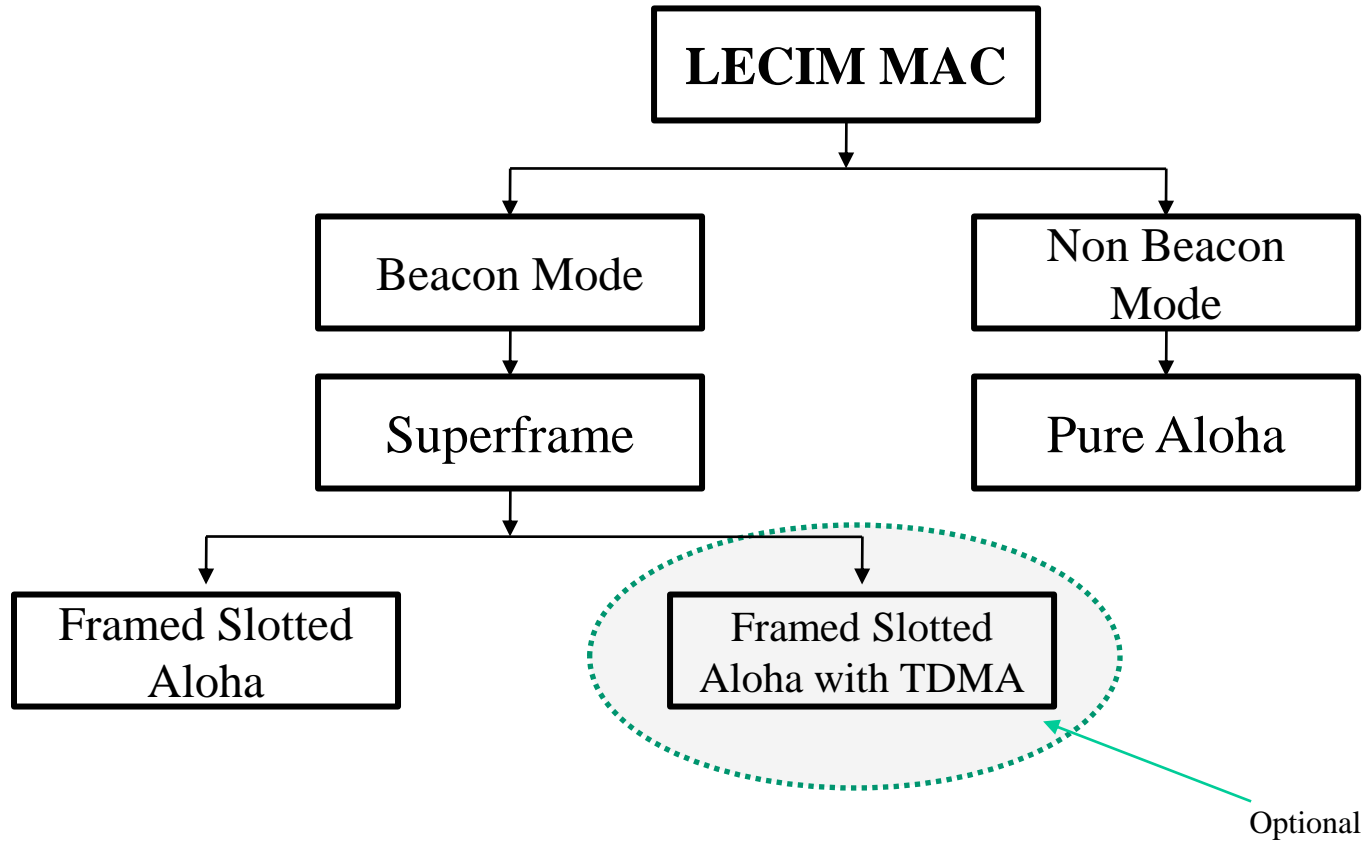 LECIM MAC
Beacon Mode
Non Beacon
Mode
Superframe
Pure Aloha
Framed Slotted
Aloha
Framed Slotted
Aloha with TDMA
Optional